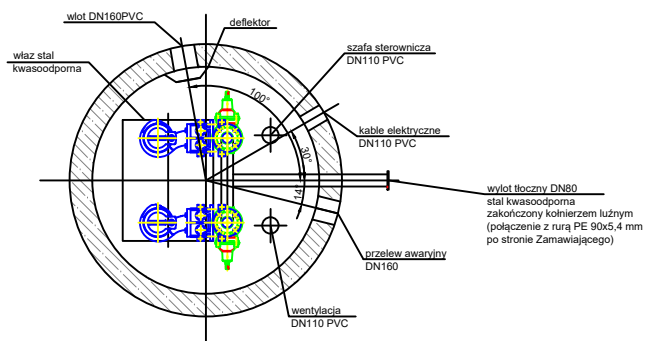 wlot DN160PVC
deflektor
szafa sterownicza
DN110 PVC
właz stal
kwasoodporna
100°
kable elektryczne
DN110 PVC
30°
14°
wylot tłoczny DN80
stal kwasoodporna
zakończony kołnierzem luźnym
(połączenie z rurą PE 90x5,4 mm
po stronie Zamawiającego)
przelew awaryjny
DN160
wentylacja
DN110 PVC